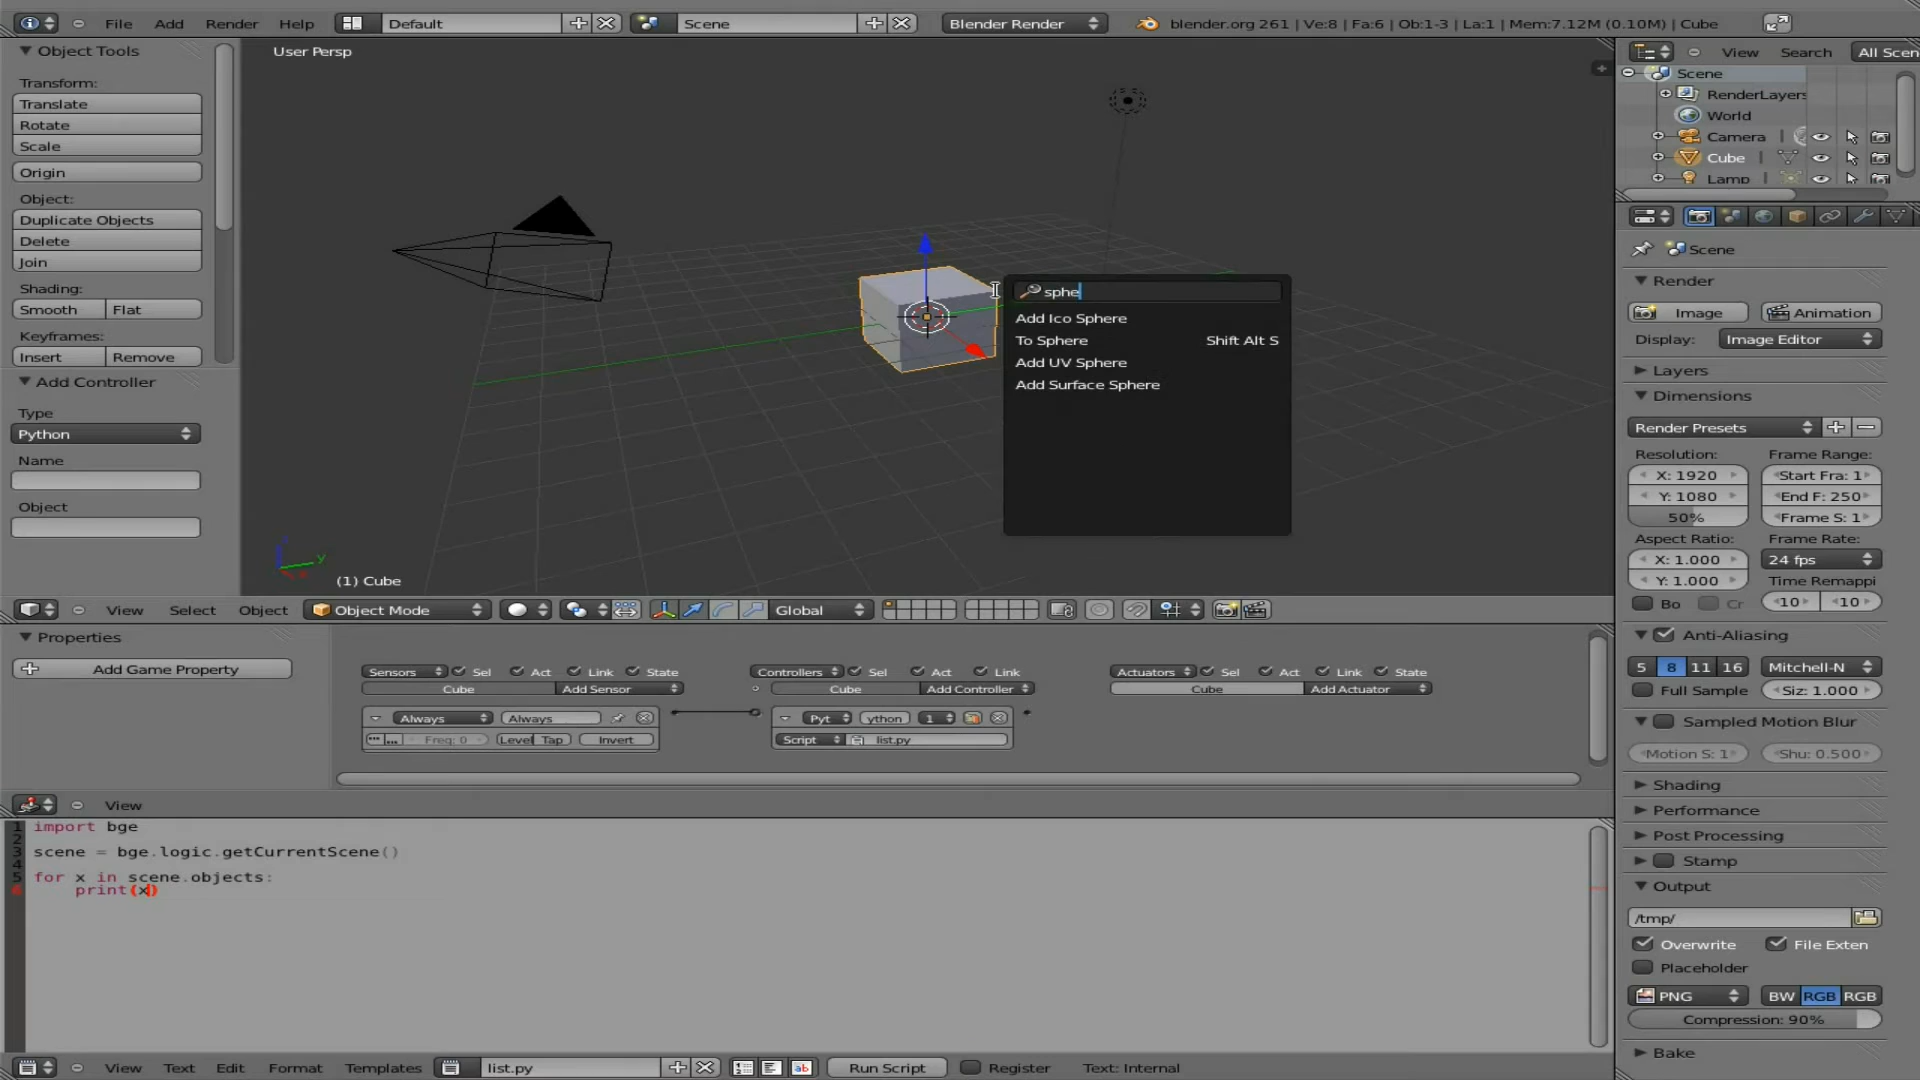 File Add Render Help Default Scene Blender Render blender.org 261 | Ve:8 | Fa:6 | Ob:1-3 | La:1 | Mem:7.12M (0.10M) | Cube
Object Tools
Transform:
Translate
Rotate
Scale
Origin
Object:
Duplicate Objects
Delete
Join
Shading:
Smooth Flat
Keyframes:
Insert Remove
Add Controller
Type
Python
Name
Object
User Persp
sphe
Add Ico Sphere
To Sphere Shift Alt S
Add UV Sphere
Add Surface Sphere
(1) Cube
View Select Object Object Mode Global
View Search All Scen
Scene
RenderLayers
World
Camera
Cube
Lamp
Scene
Render
Image Animation
Display: Image Editor
Layers
Dimensions
Render Presets
Resolution: Frame Range:
X: 1920 Start Fra: 1
Y: 1080 End F: 250
50% Frame S: 1
Aspect Ratio: Frame Rate:
X: 1.000 24 fps
Y: 1.000 Time Remappi
Bo Cr 10 10
Anti-Aliasing
5 8 11 16 Mitchell-N
Full Sample Siz: 1.000
Sampled Motion Blur
Motion S: 1 Shu: 0.500
Shading
Performance
Post Processing
Stamp
Output
/tmp/
Overwrite File Exten
Placeholder
PNG BW RGB RGB
Compression: 90%
Bake
Properties
Add Game Property
Sensors Sel Act Link State Controllers Sel Act Link Actuators Sel Act Link State
Cube Add Sensor Cube Add Controller Cube Add Actuator
Always Always Pyt ython 1
Freq: 0 Level Tap Invert Script list.py
View
1 import bge
2
3 scene = bge.logic.getCurrentScene()
4
5 for x in scene.objects:
6 print(x)
View Text Edit Format Templates list.py Run Script Register Text: Internal